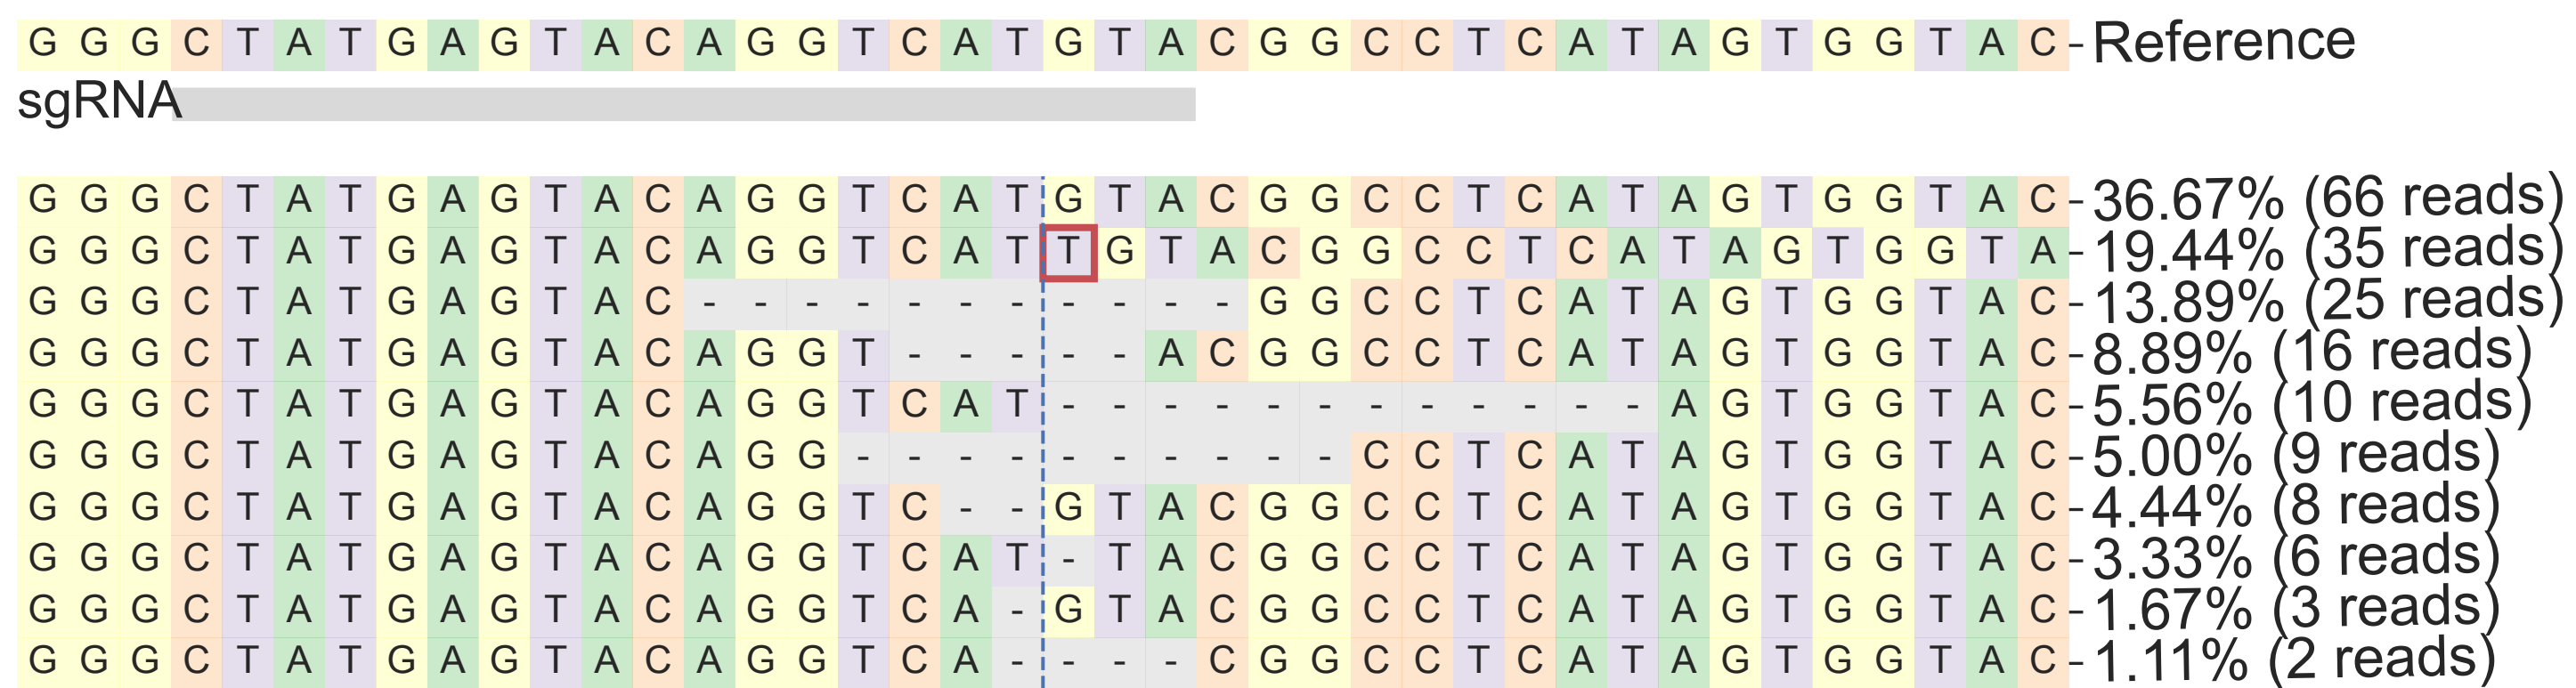 G G G C T A T G A G T A C A G G T C A T G T A C G G C C T C A T A G T G G T A C - Reference
sgRNA
G G G C T A T G A G T A C A G G T C A T G T A C G G C C T C A T A G T G G T A C - 36.67% (66 reads)
G G G C T A T G A G T A C A G G T C A T T G T A C G G C C T C A T A G T G G T A - 19.44% (35 reads)
G G G C T A T G A G T A C - - - - - - - - - - - G G C C T C A T A G T G G T A C - 13.89% (25 reads)
G G G C T A T G A G T A C A G G T - - - - - A C G G C C T C A T A G T G G T A C - 8.89% (16 reads)
G G G C T A T G A G T A C A G G T C A T - - - - - - - - - - - - A G T G G T A C - 5.56% (10 reads)
G G G C T A T G A G T A C A G G - - - - - - - - - - C C T C A T A G T G G T A C - 5.00% (9 reads)
G G G C T A T G A G T A C A G G T C - - G T A C G G C C T C A T A G T G G T A C - 4.44% (8 reads)
G G G C T A T G A G T A C A G G T C A T - T A C G G C C T C A T A G T G G T A C - 3.33% (6 reads)
G G G C T A T G A G T A C A G G T C A - G T A C G G C C T C A T A G T G G T A C - 1.67% (3 reads)
G G G C T A T G A G T A C A G G T C A - - - - C G G C C T C A T A G T G G T A C - 1.11% (2 reads)